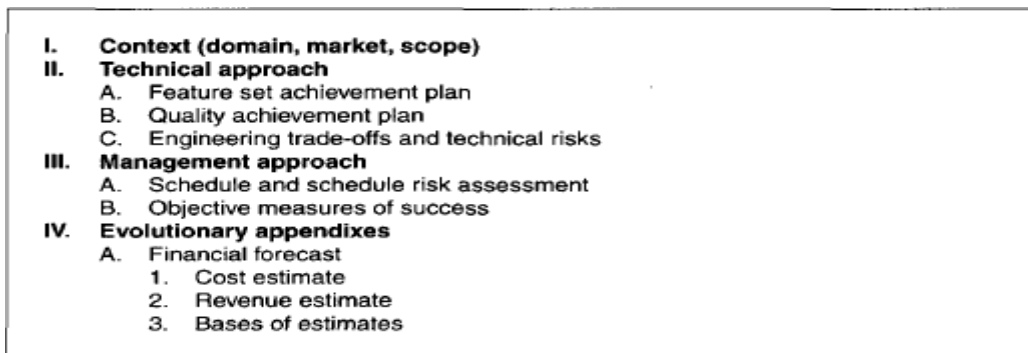 I. Context (domain, market, scope)
II. Technical approach
A. Feature set achievement plan
B. Quality achievement plan
C. Engineering trade-offs and technical risks
III. Management approach
A. Schedule and schedule risk assessment
B. Objective measures of success
IV. Evolutionary appendixes
A. Financial forecast
1. Cost estimate
2. Revenue estimate
3. Bases of estimates